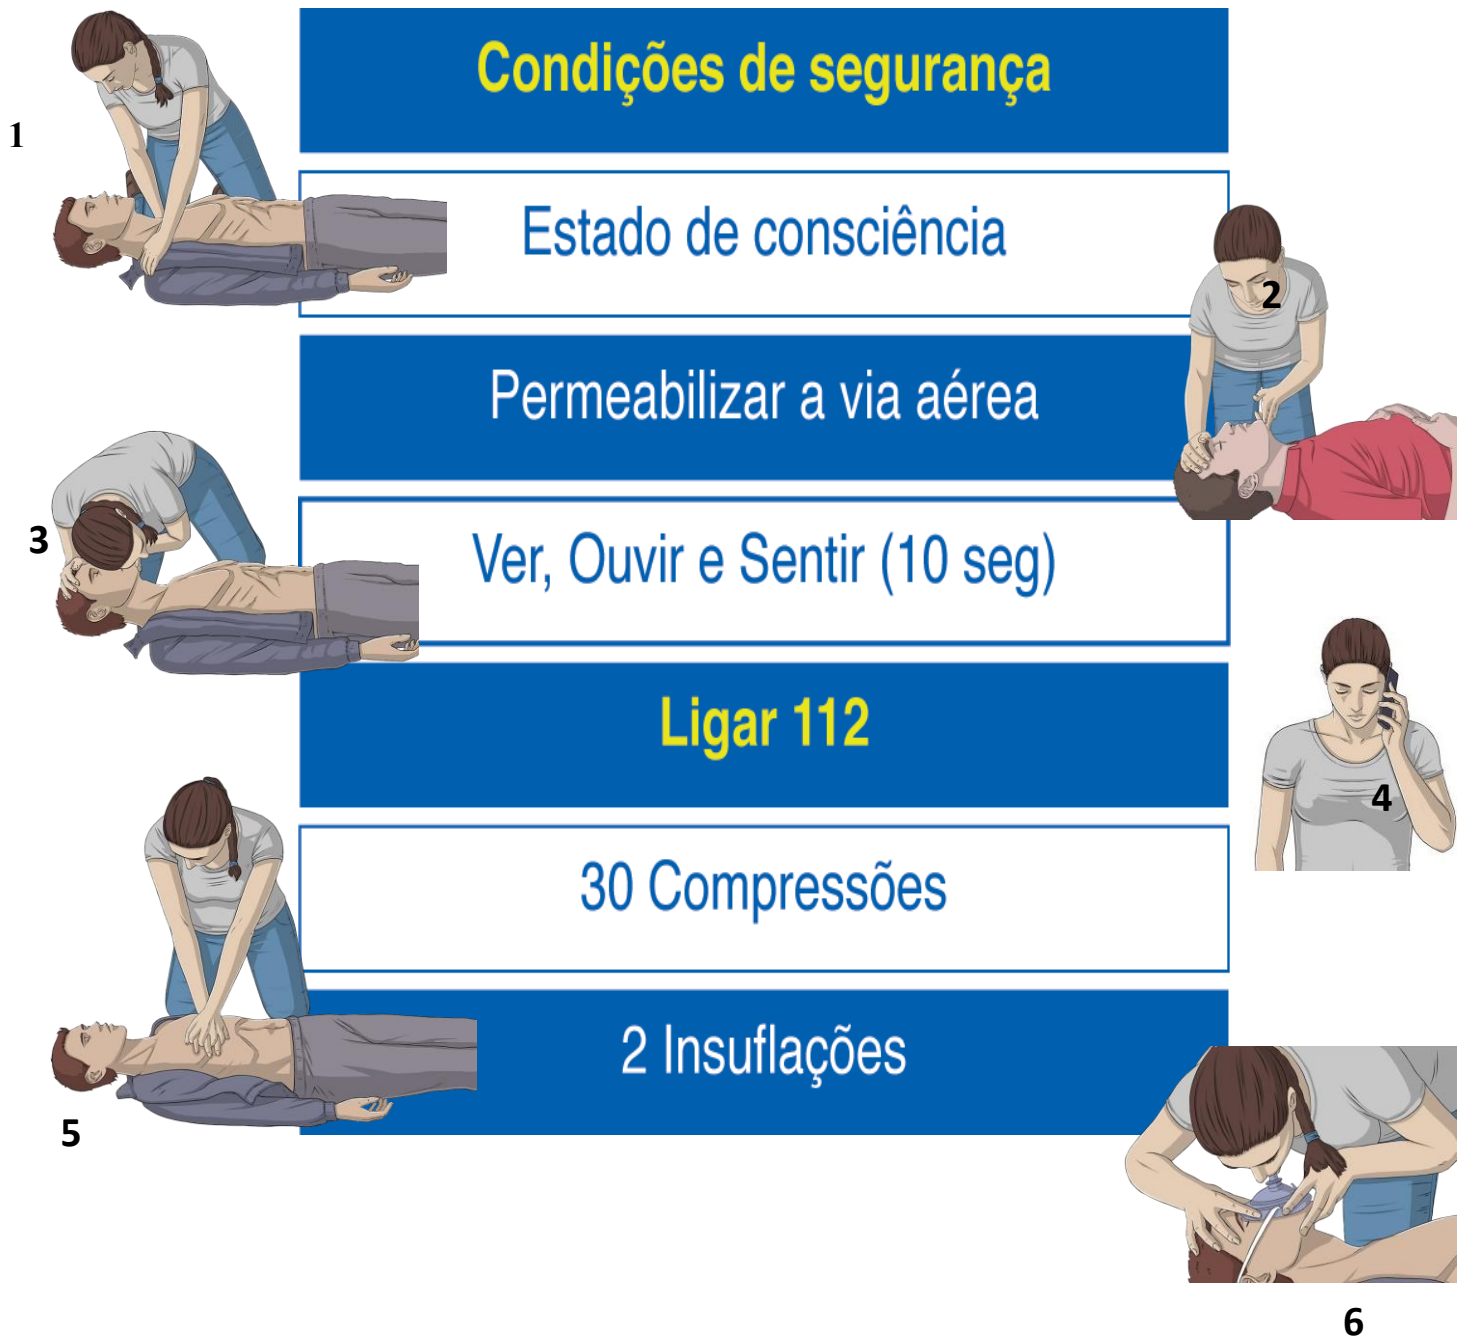 Condições de segurança
1
Estado de consciência
2
Permeabilizar a via aérea
3
Ver, Ouvir e Sentir (10 seg)
Ligar 112
4
30 Compressões
2 Insuflações
5
6